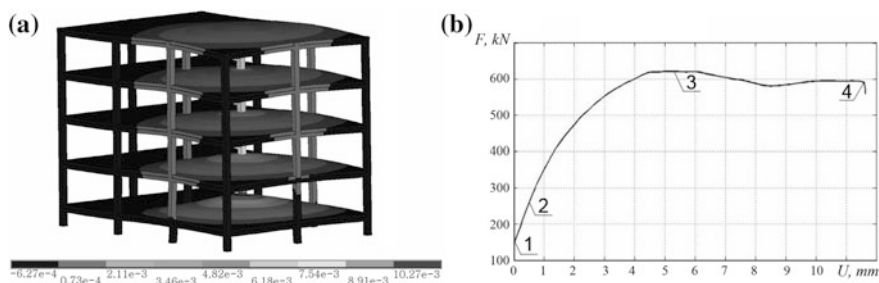 (a)
−6.27e−4 2.11e−3 4.82e−3 7.54e−3 10.27e−3
0.73e−4 3.46e−3 6.18e−3 8.91e−3
(b)
F, kN
600
500
400
300
200
100
1
2
3
4
0 1 2 3 4 5 6 7 8 9 10 U, mm